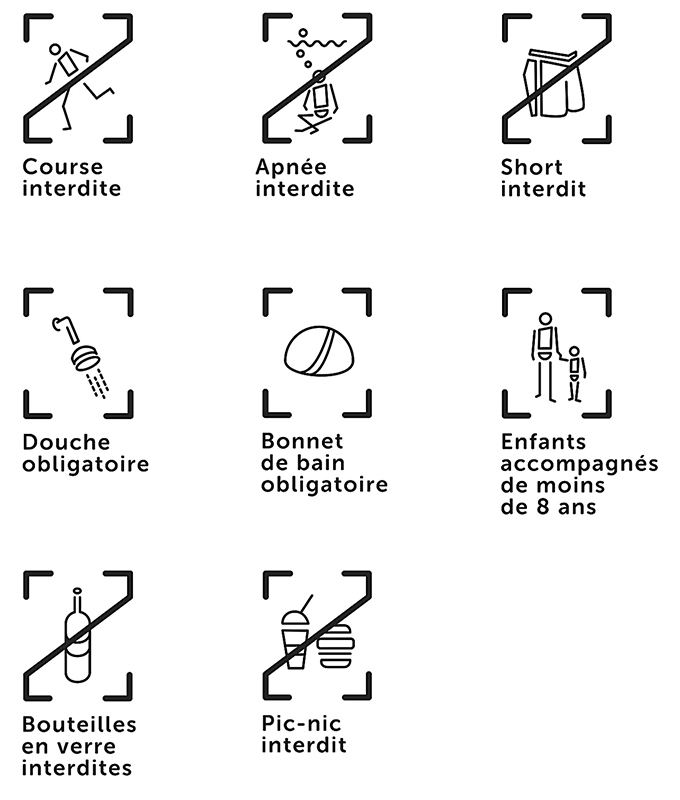 Course
interdite
Apnée
interdite
Short
interdit
Douche
obligatoire
Bonnet
de bain
obligatoire
Enfants
accompagnés
de moins
de 8 ans
Bouteilles
en verre
interdites
Pic-nic
interdit